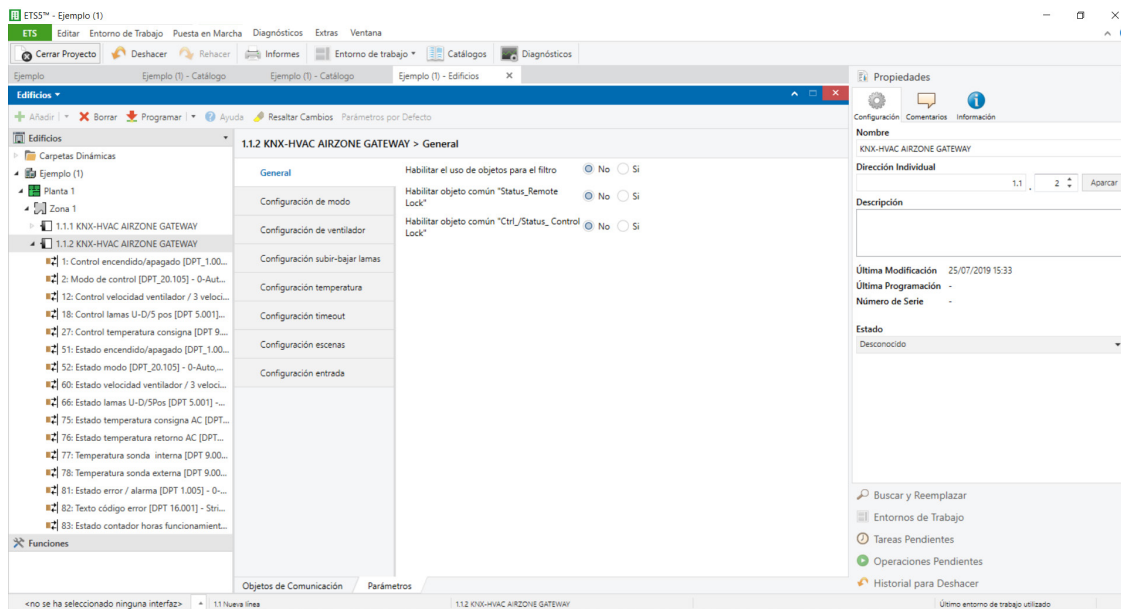 ETS5™ - Ejemplo (1)
ETS Editar Entorno de Trabajo Puesta en Marcha Diagnósticos Extras Ventana
Cerrar Proyecto Deshacer Rehacer Informes Entorno de trabajo Catálogos Diagnósticos
Ejemplo Ejemplo (1) - Catálogo Ejemplo (1) - Catálogo Ejemplo (1) - Edificios
Edificios
Añadir Borrar Programar Ayuda Resaltar Cambios Parámetros por Defecto
Edificios
Carpetas Dinámicas
Ejemplo (1)
Planta 1
Zona 1
1.1.1 KNX-HVAC AIRZONE GATEWAY
1.1.2 KNX-HVAC AIRZONE GATEWAY
1: Control encendido/apagado [DPT_1.00...
2: Modo de control [DPT_20.105] - 0-Aut...
12: Control velocidad ventilador / 3 veloci...
18: Control lamas U-D/5 pos [DPT 5.001]...
27: Control temperatura consigna [DPT 9....
51: Estado encendido/apagado [DPT_1.00...
52: Estado modo [DPT_20.105] - 0-Auto,...
60: Estado velocidad ventilador / 3 veloci...
66: Estado lamas U-D/5Pos [DPT 5.001] -...
75: Estado temperatura consigna AC [DPT...
76: Estado temperatura retorno AC [DPT...
77: Temperatura sonda interna [DPT 9.00...
78: Temperatura sonda externa [DPT 9.00...
81: Estado error / alarma [DPT 1.005] - 0-...
82: Texto código error [DPT 16.001] - Stri...
83: Estado contador horas funcionamient...
Funciones
1.1.2 KNX-HVAC AIRZONE GATEWAY > General
General
Configuración de modo
Configuración de ventilador
Configuración subir-bajar lamas
Configuración temperatura
Configuración timeout
Configuración escenas
Configuración entrada
Habilitar el uso de objetos para el filtro No Si
Habilitar objeto común "Status_Remote
Lock" No Si
Habilitar objeto común "Ctrl_/Status_ Control
Lock" No Si
Objetos de Comunicación Parámetros
Propiedades
Configuración Comentarios Información
Nombre
KNX-HVAC AIRZONE GATEWAY
Dirección Individual
1.1 . 2 Aparcar
Descripción
Última Modificación 25/07/2019 15:33
Última Programación -
Número de Serie -
Estado
Desconocido
Buscar y Reemplazar
Entornos de Trabajo
Tareas Pendientes
Operaciones Pendientes
Historial para Deshacer
<no se ha seleccionado ninguna interfaz> 1.1 Nueva línea 1.1.2 KNX-HVAC AIRZONE GATEWAY Último entorno de trabajo utilizado